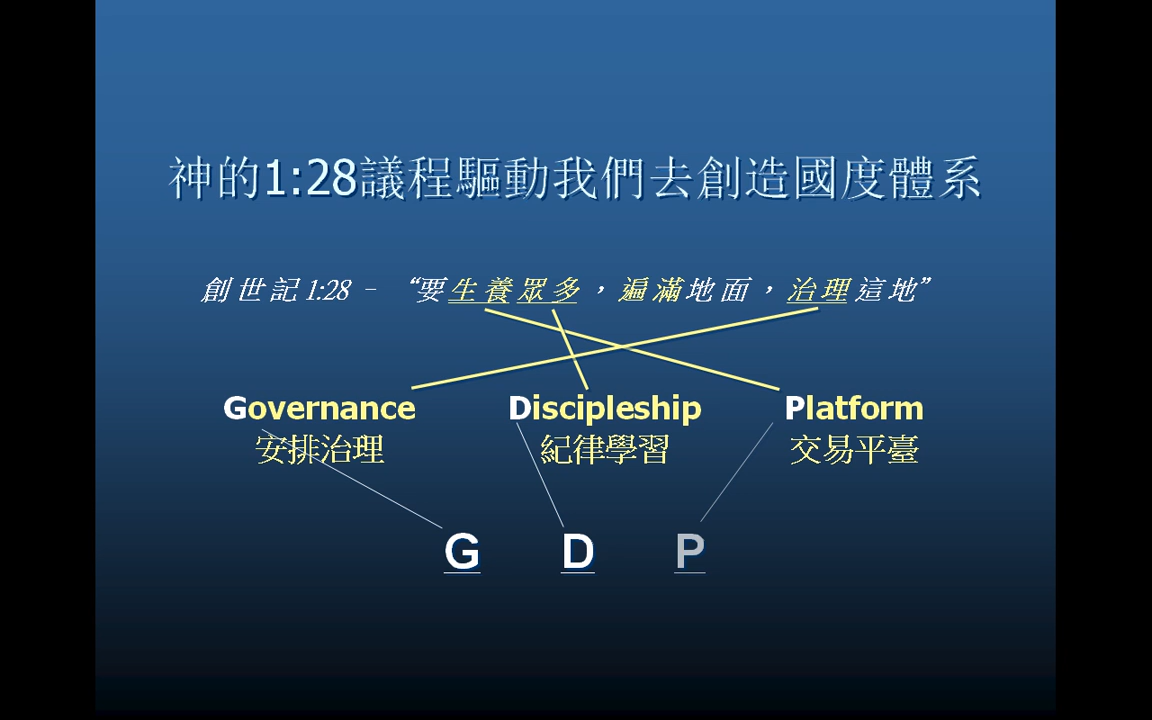 神的1:28議程驅動我們去創造國度體系
創世記1:28 – “要生養眾多，遍滿地面，治理這地”
Governance Discipleship Platform
安排治理 紀律學習 交易平臺
G D P